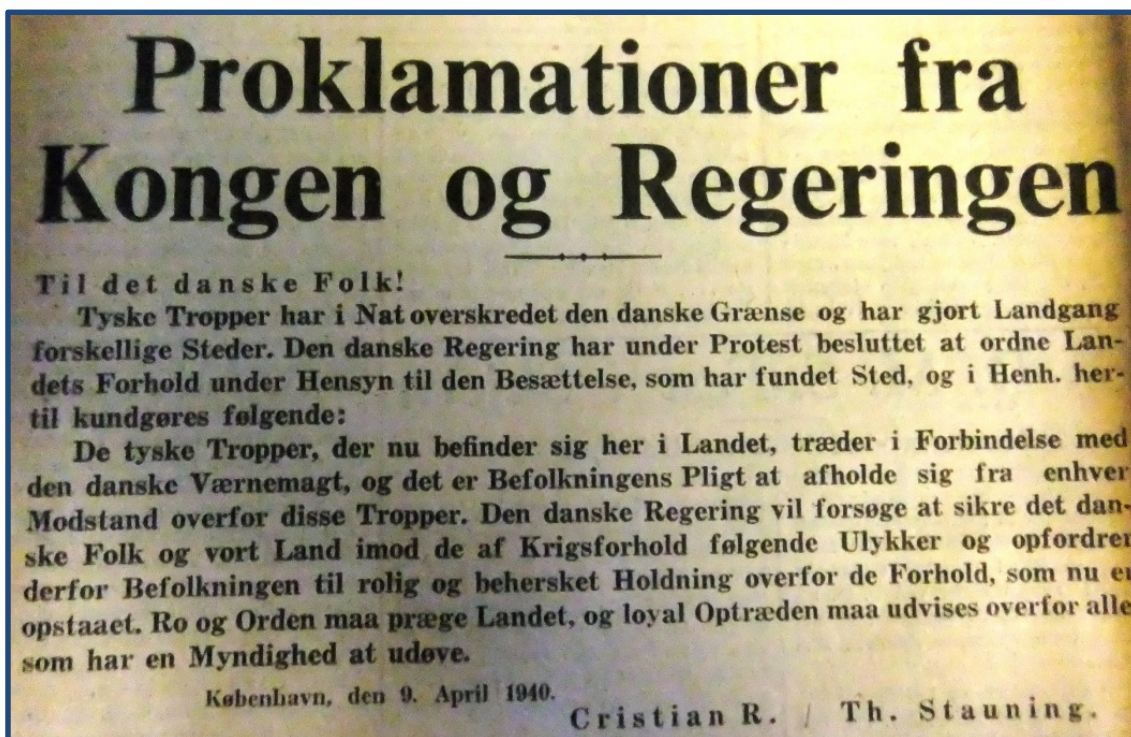 Proklamationer fra
Kongen og Regeringen
Til det danske Folk!
Tyske Tropper har i Nat overskredet den danske Grænse og har gjort Landgang
forskellige Steder. Den danske Regering har under Protest besluttet at ordne Lan-
dets Forhold under Hensyn til den Besættelse, som har fundet Sted, og i Henh. her-
til kundgøres følgende:
De tyske Tropper, der nu befinder sig her i Landet, træder i Forbindelse med
den danske Værnemagt, og det er Befolkningens Pligt at afholde sig fra enhver
Modstand overfor disse Tropper. Den danske Regering vil forsøge at sikre det dan-
ske Folk og vort Land imod de af Krigsforhold følgende Ulykker og opfordrer
derfor Befolkningen til rolig og behersket Holdning overfor de Forhold, som nu er
opstaaet. Ro og Orden maa præge Landet, og loyal Optræden maa udvises overfor alle
som har en Myndighed at udøve.
København, den 9. April 1940.
Cristian R. / Th. Stauning.